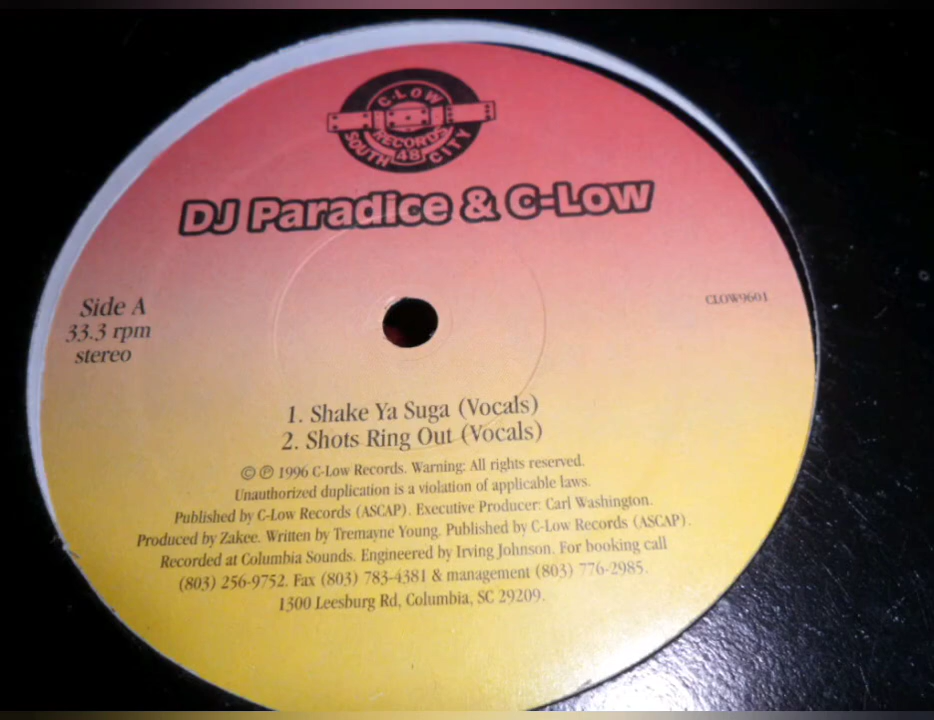 C-LOW
RECORDS
SOUTH 48 CITY
DJ Paradice & C-Low
Side A
33.3 rpm
stereo
CLOW9601
1. Shake Ya Suga (Vocals)
2. Shots Ring Out (Vocals)
© ℗ 1996 C-Low Records. Warning: All rights reserved.
Unauthorized duplication is a violation of applicable laws.
Published by C-Low Records (ASCAP). Executive Producer: Carl Washington.
Produced by Zakee. Written by Tremayne Young. Published by C-Low Records (ASCAP).
Recorded at Columbia Sounds. Engineered by Irving Johnson. For booking call
(803) 256-9752. Fax (803) 783-4381 & management (803) 776-2985.
1300 Leesburg Rd, Columbia, SC 29209.